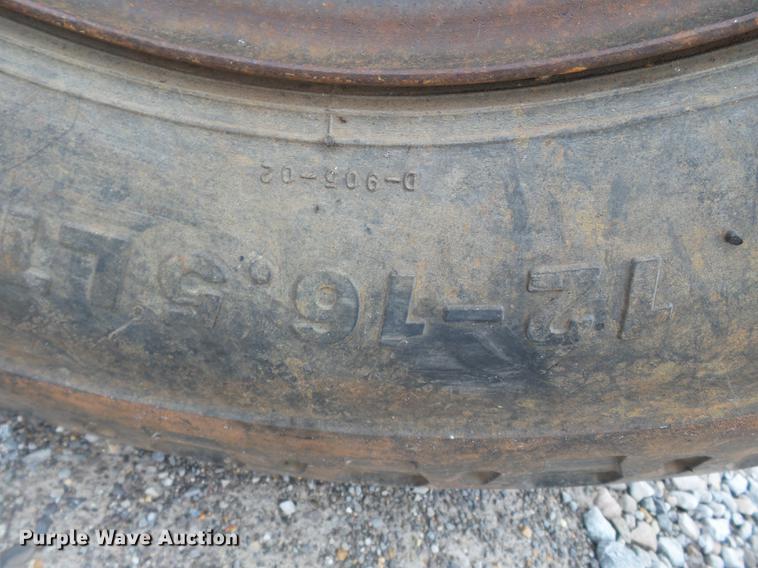 12-16.5 L
D-905-02
Purple Wave Auction